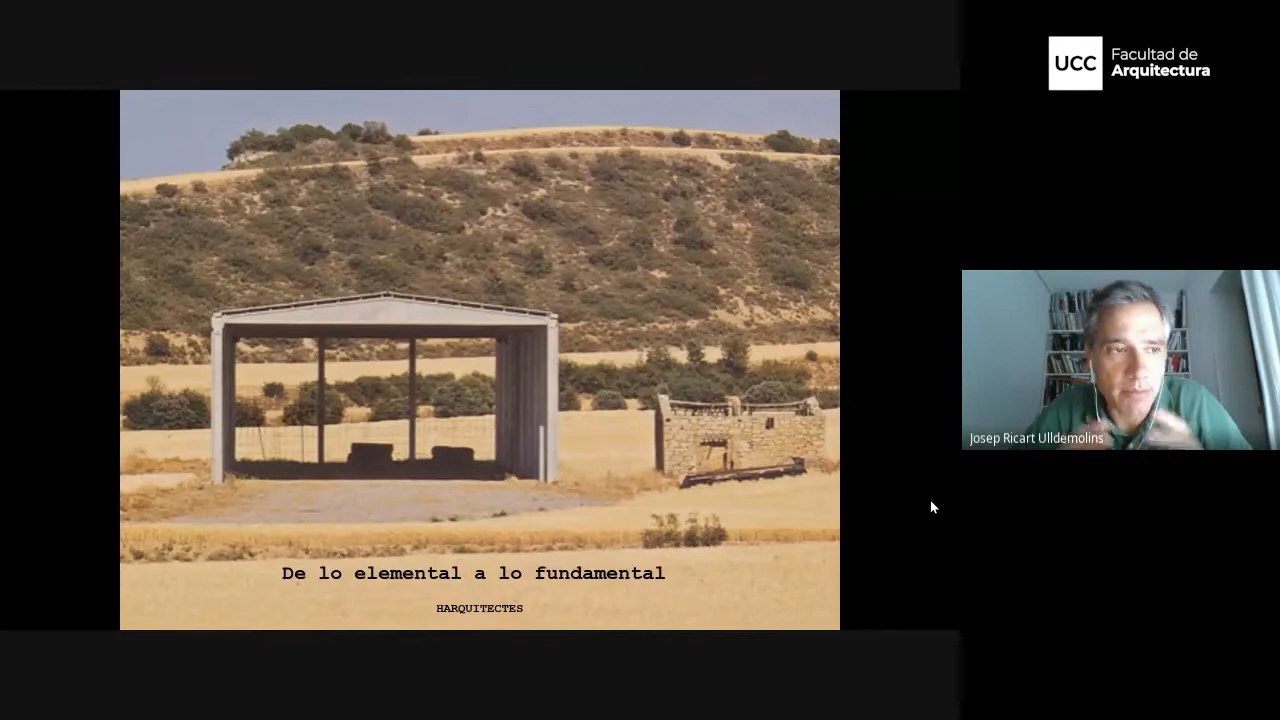 UCC
Facultad de
Arquitectura
Josep Ricart Ulldemolins
De lo elemental a lo fundamental
HARQUITECTES